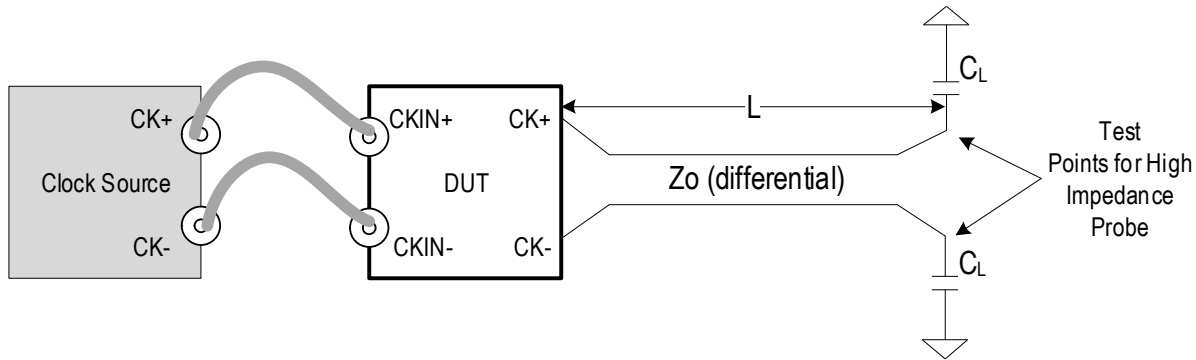 Clock Source
CK+
CK-
CKIN+
CKIN-
DUT
CK+
CK-
L
Zo (differential)
CL
CL
Test
Points for High
Impedance
Probe